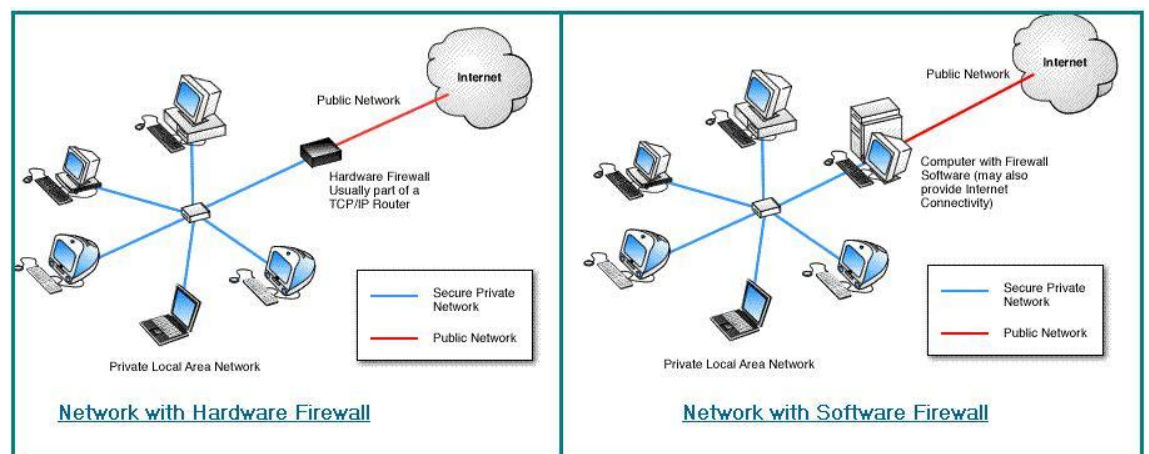 Internet
Public Network
Hardware Firewall
Usually part of a
TCP/IP Router
Secure Private
Network
Public Network
Private Local Area Network
Network with Hardware Firewall
Internet
Public Network
Computer with Firewall
Software (may also
provide Internet
Connectivity)
Secure Private
Network
Public Network
Private Local Area Network
Network with Software Firewall